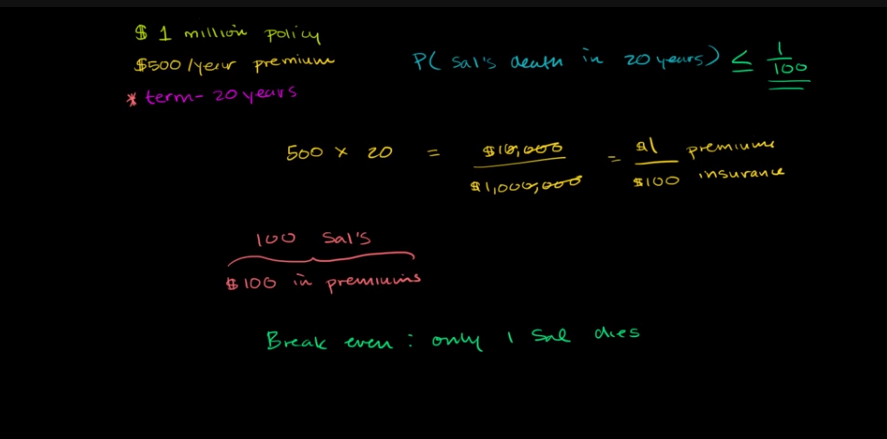 $ 1 million policy
$500/year premium
* term - 20 years
P( Sal's death in 20 years) ≤ 1/100
500 × 20 = $10,000/$1,000,000 = $1/$100 premiums insurance
100 Sal's
$100 in premiums
Break even : only 1 Sal dies